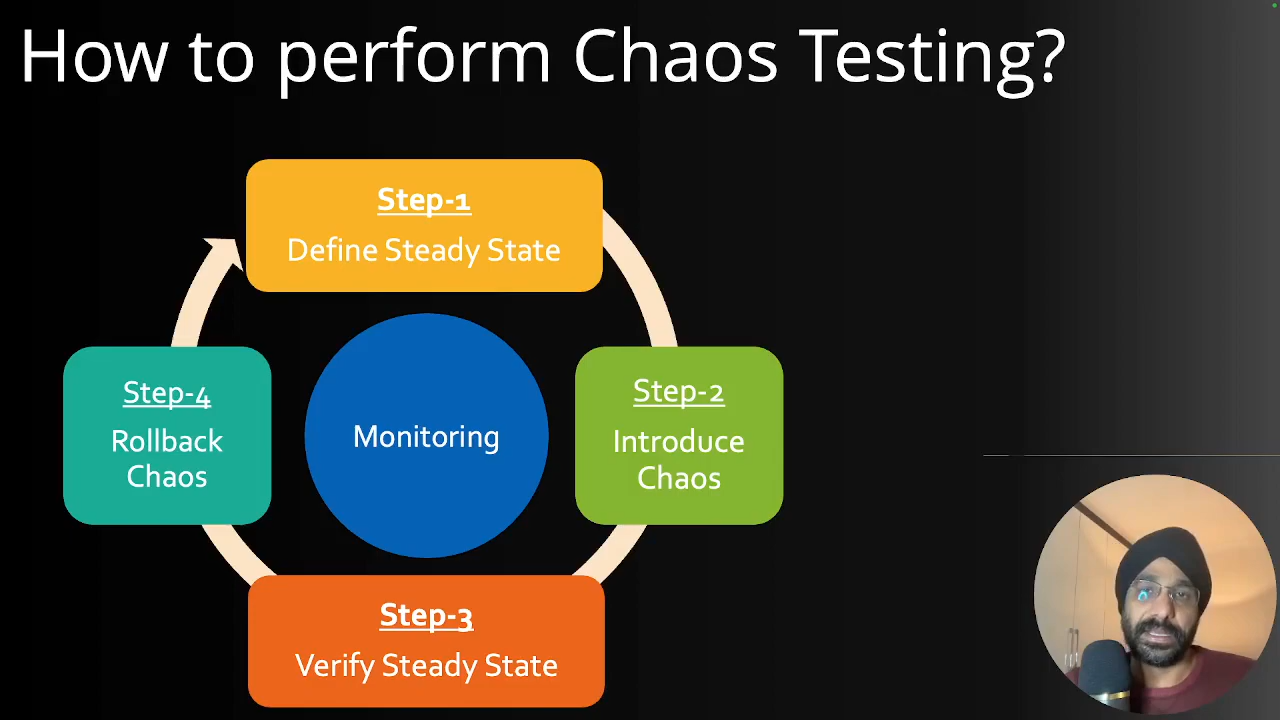 How to perform Chaos Testing?
Step-1
Define Steady State
Step-4
Rollback
Chaos
Monitoring
Step-2
Introduce
Chaos
Step-3
Verify Steady State